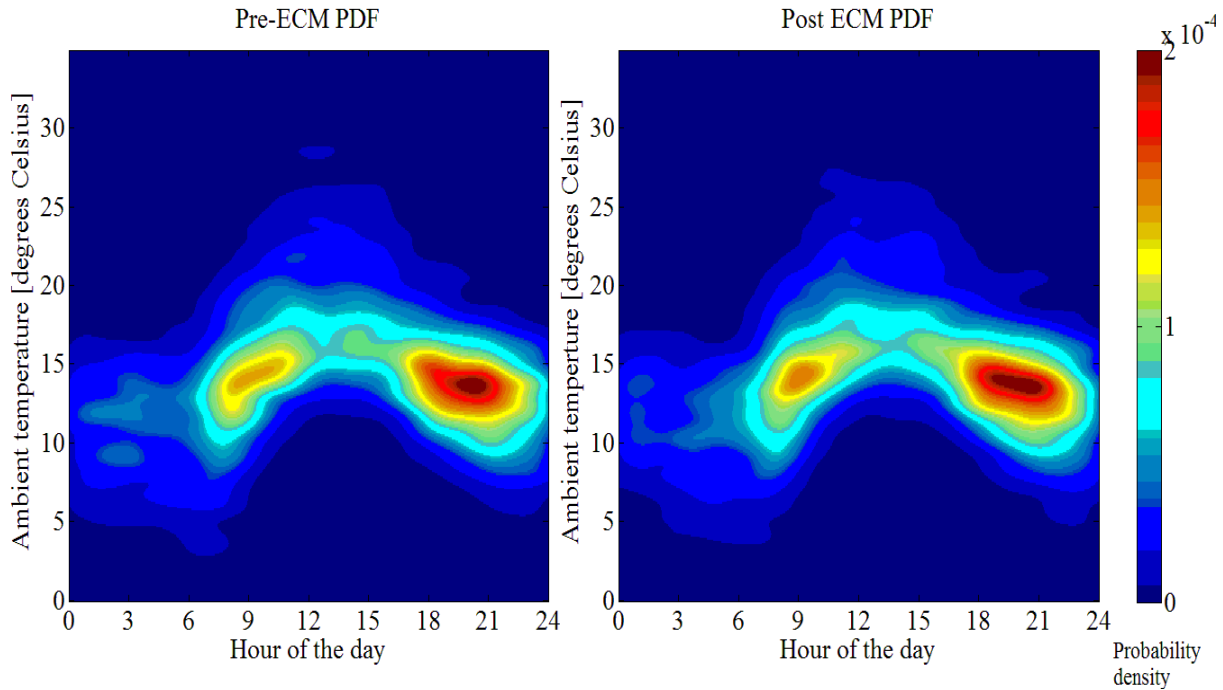 Pre-ECM PDF
Post ECM PDF
x 10-4
Ambient temperature [degrees Celsius]
30
25
20
15
10
5
0
0 3 6 9 12 15 18 21 24
Hour of the day
Ambient temperature [degrees Celsius]
30
25
20
15
10
5
0
0 3 6 9 12 15 18 21 24
Hour of the day
2
1
0
Probability
density